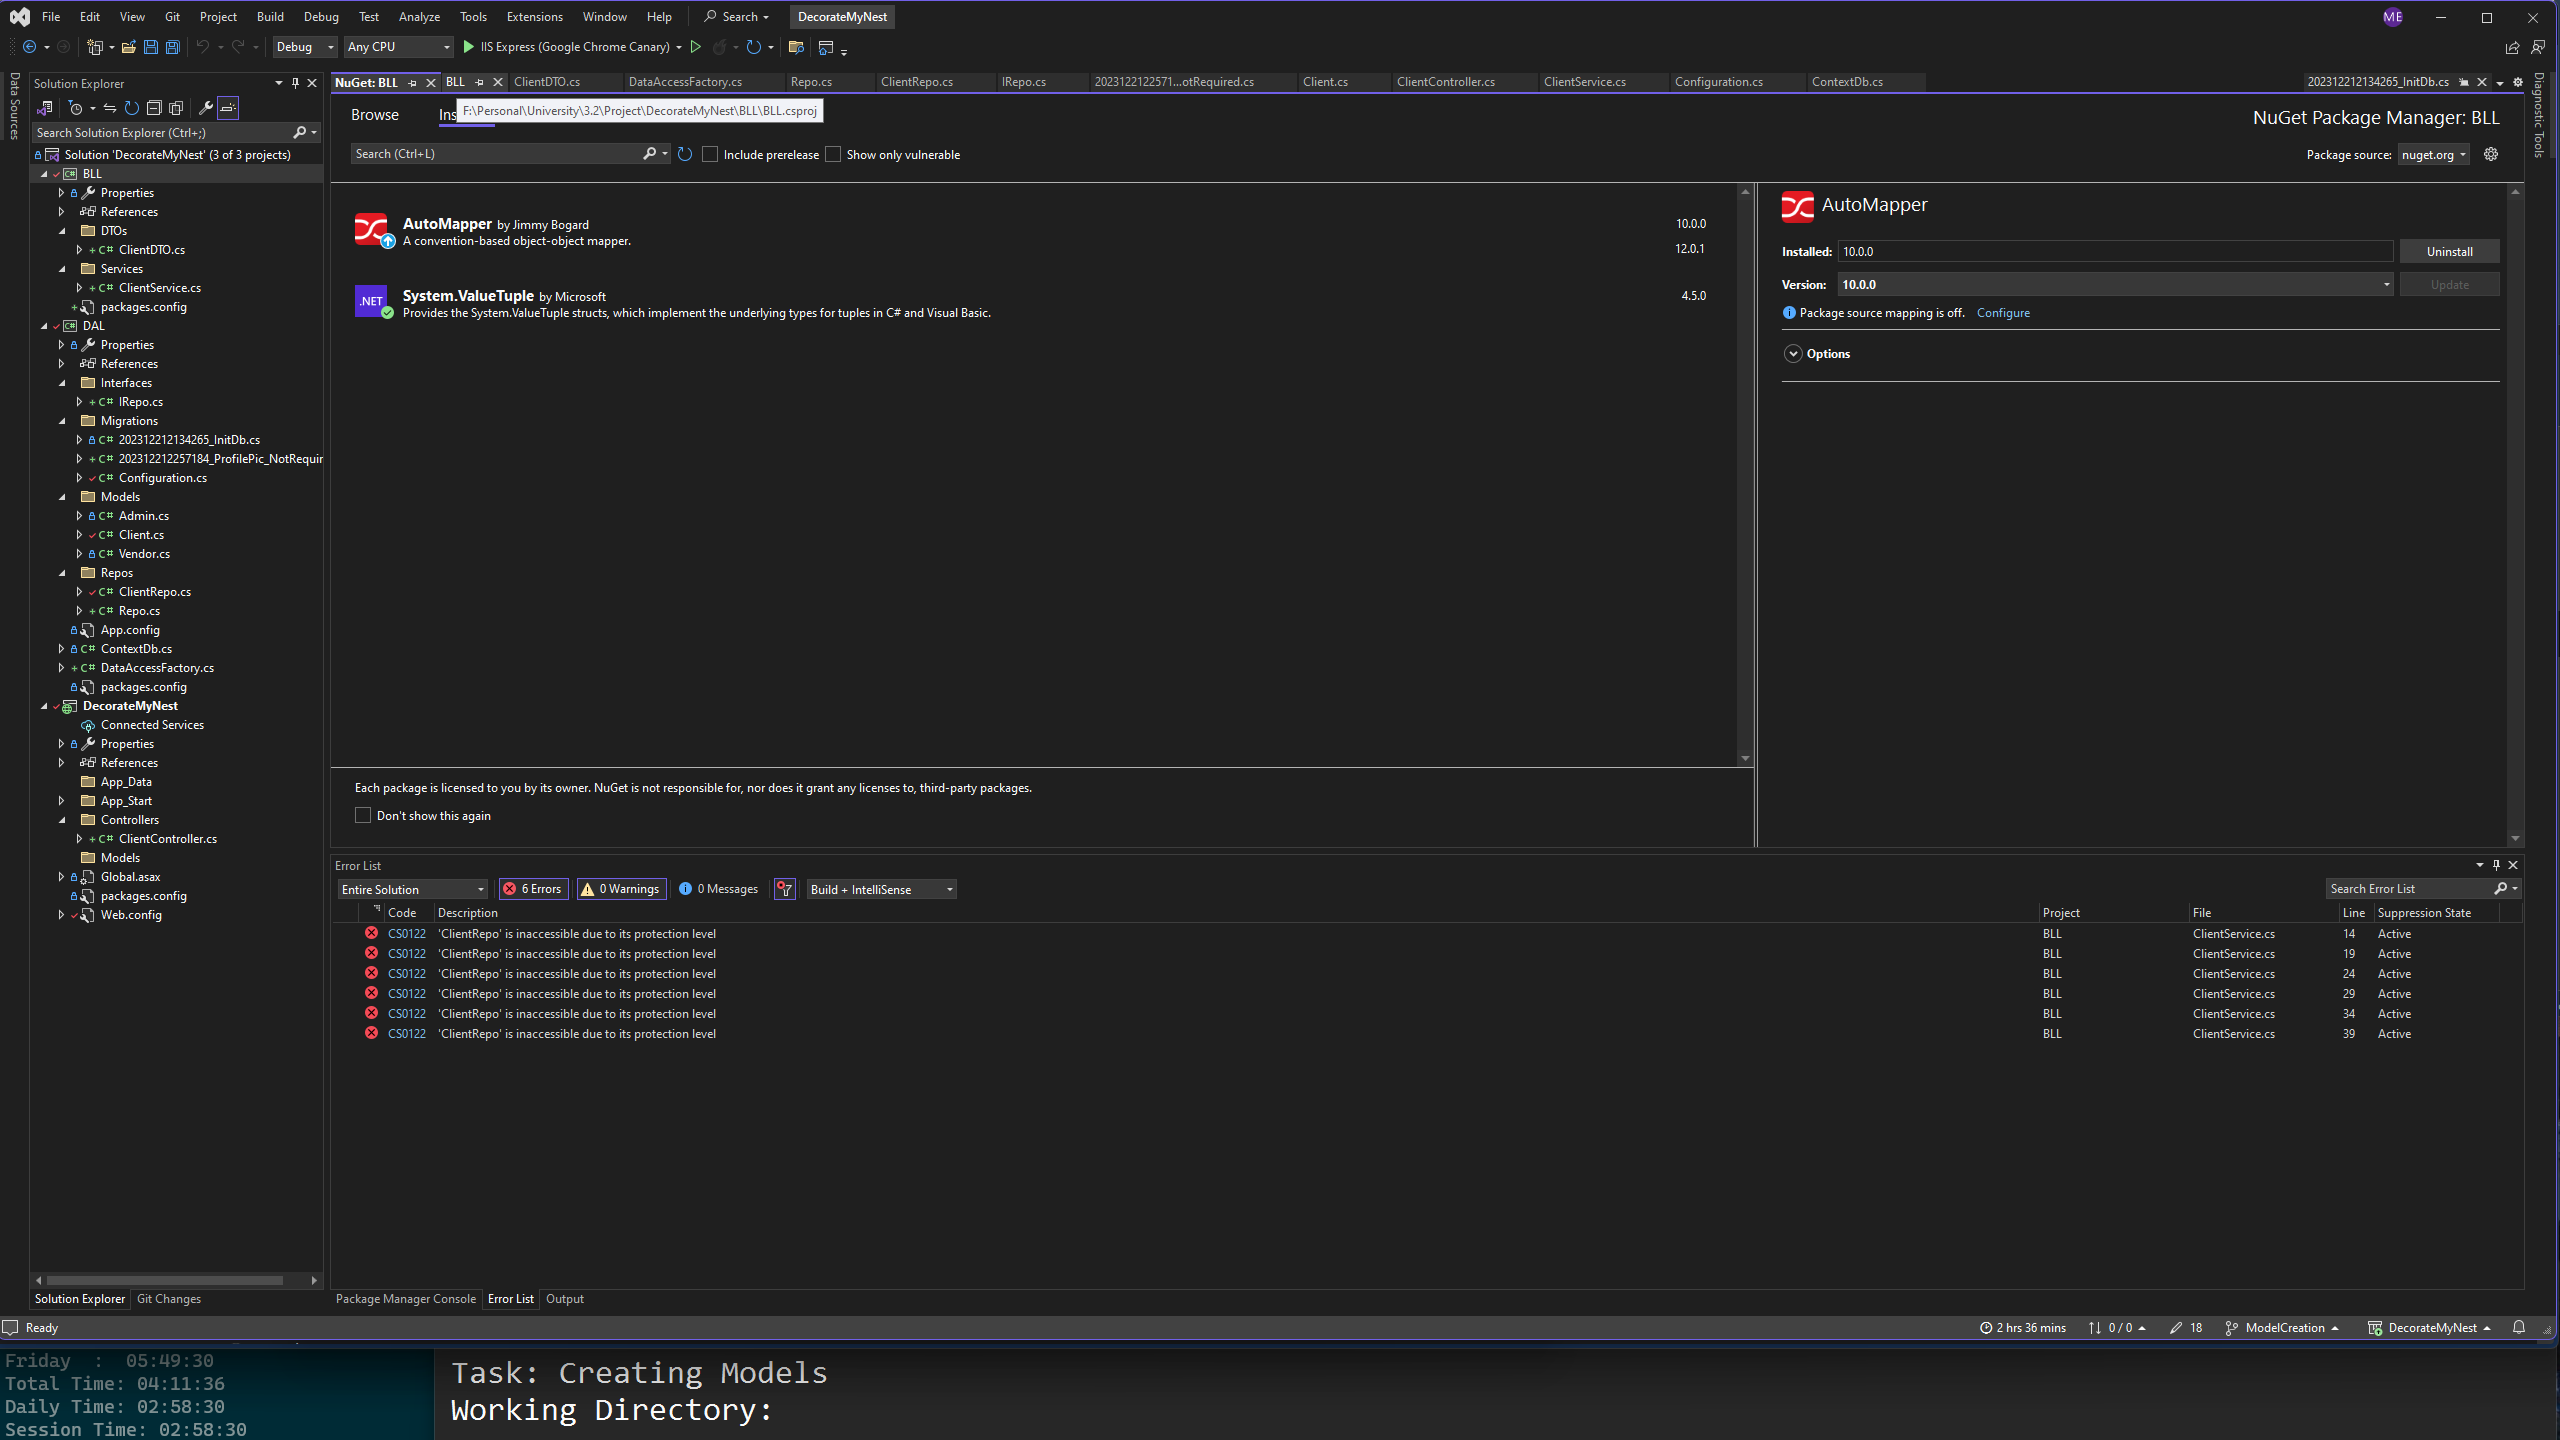 File Edit View Git Project Build Debug Test Analyze Tools Extensions Window Help Search DecorateMyNest ME
Debug Any CPU IIS Express (Google Chrome Canary)
Data Sources
Solution Explorer
Search Solution Explorer (Ctrl+;)
Solution 'DecorateMyNest' (3 of 3 projects)
BLL
Properties
References
DTOs
ClientDTO.cs
Services
ClientService.cs
packages.config
DAL
Properties
References
Interfaces
IRepo.cs
Migrations
202312212134265_InitDb.cs
202312212257184_ProfilePic_NotRequir
Configuration.cs
Models
Admin.cs
Client.cs
Vendor.cs
Repos
ClientRepo.cs
Repo.cs
App.config
ContextDb.cs
DataAccessFactory.cs
packages.config
DecorateMyNest
Connected Services
Properties
References
App_Data
App_Start
Controllers
ClientController.cs
Models
Global.asax
packages.config
Web.config
Solution Explorer Git Changes
NuGet: BLL BLL ClientDTO.cs DataAccessFactory.cs Repo.cs ClientRepo.cs IRepo.cs 2023122122571...otRequired.cs Client.cs ClientController.cs ClientService.cs Configuration.cs ContextDb.cs 202312212134265_InitDb.cs
Diagnostic Tools
Browse Ins F:\Personal\University\3.2\Project\DecorateMyNest\BLL\BLL.csproj
NuGet Package Manager: BLL
Search (Ctrl+L) Include prerelease Show only vulnerable
Package source: nuget.org
AutoMapper by Jimmy Bogard 10.0.0
A convention-based object-object mapper.
12.0.1
System.ValueTuple by Microsoft 4.5.0
.NET
Provides the System.ValueTuple structs, which implement the underlying types for tuples in C# and Visual Basic.
Each package is licensed to you by its owner. NuGet is not responsible for, nor does it grant any licenses to, third-party packages.
Don't show this again
AutoMapper
Installed: 10.0.0 Uninstall
Version: 10.0.0 Update
Package source mapping is off. Configure
Options
Error List
Entire Solution 6 Errors 0 Warnings 0 Messages Build + IntelliSense Search Error List
Code Description Project File Line Suppression State
CS0122 'ClientRepo' is inaccessible due to its protection level BLL ClientService.cs 14 Active
CS0122 'ClientRepo' is inaccessible due to its protection level BLL ClientService.cs 19 Active
CS0122 'ClientRepo' is inaccessible due to its protection level BLL ClientService.cs 24 Active
CS0122 'ClientRepo' is inaccessible due to its protection level BLL ClientService.cs 29 Active
CS0122 'ClientRepo' is inaccessible due to its protection level BLL ClientService.cs 34 Active
CS0122 'ClientRepo' is inaccessible due to its protection level BLL ClientService.cs 39 Active
Package Manager Console Error List Output
Ready 2 hrs 36 mins 0 / 0 18 ModelCreation DecorateMyNest
Friday : 05:49:30
Total Time: 04:11:36
Daily Time: 02:58:30
Session Time: 02:58:30
Task: Creating Models
Working Directory: